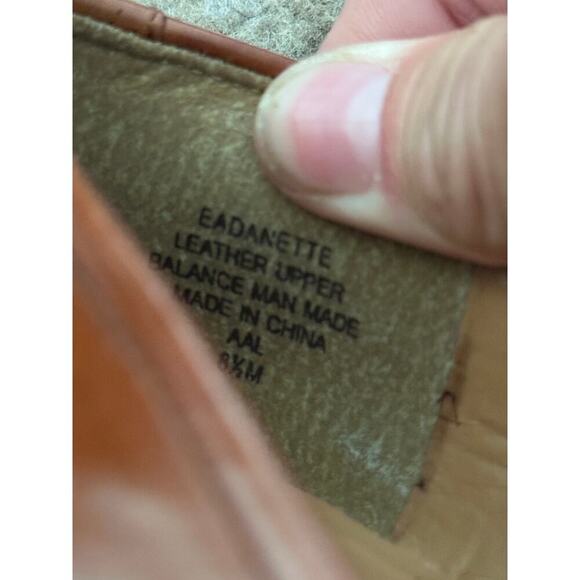 EADANETTE
LEATHER UPPER
BALANCE MAN MADE
MADE IN CHINA
AAL
8½M